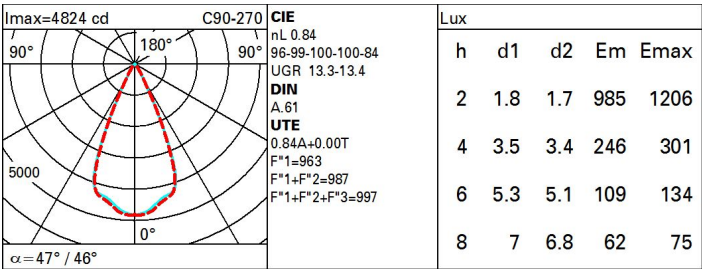 Imax=4824 cd C90-270
90° 180° 90°
5000
0°
α=47° / 46°
CIE
nL 0.84
96-99-100-100-84
UGR 13.3-13.4
DIN
A.61
UTE
0.84A+0.00T
F"1=963
F"1+F"2=987
F"1+F"2+F"3=997
Lux
h d1 d2 Em Emax
2 1.8 1.7 985 1206
4 3.5 3.4 246 301
6 5.3 5.1 109 134
8 7 6.8 62 75